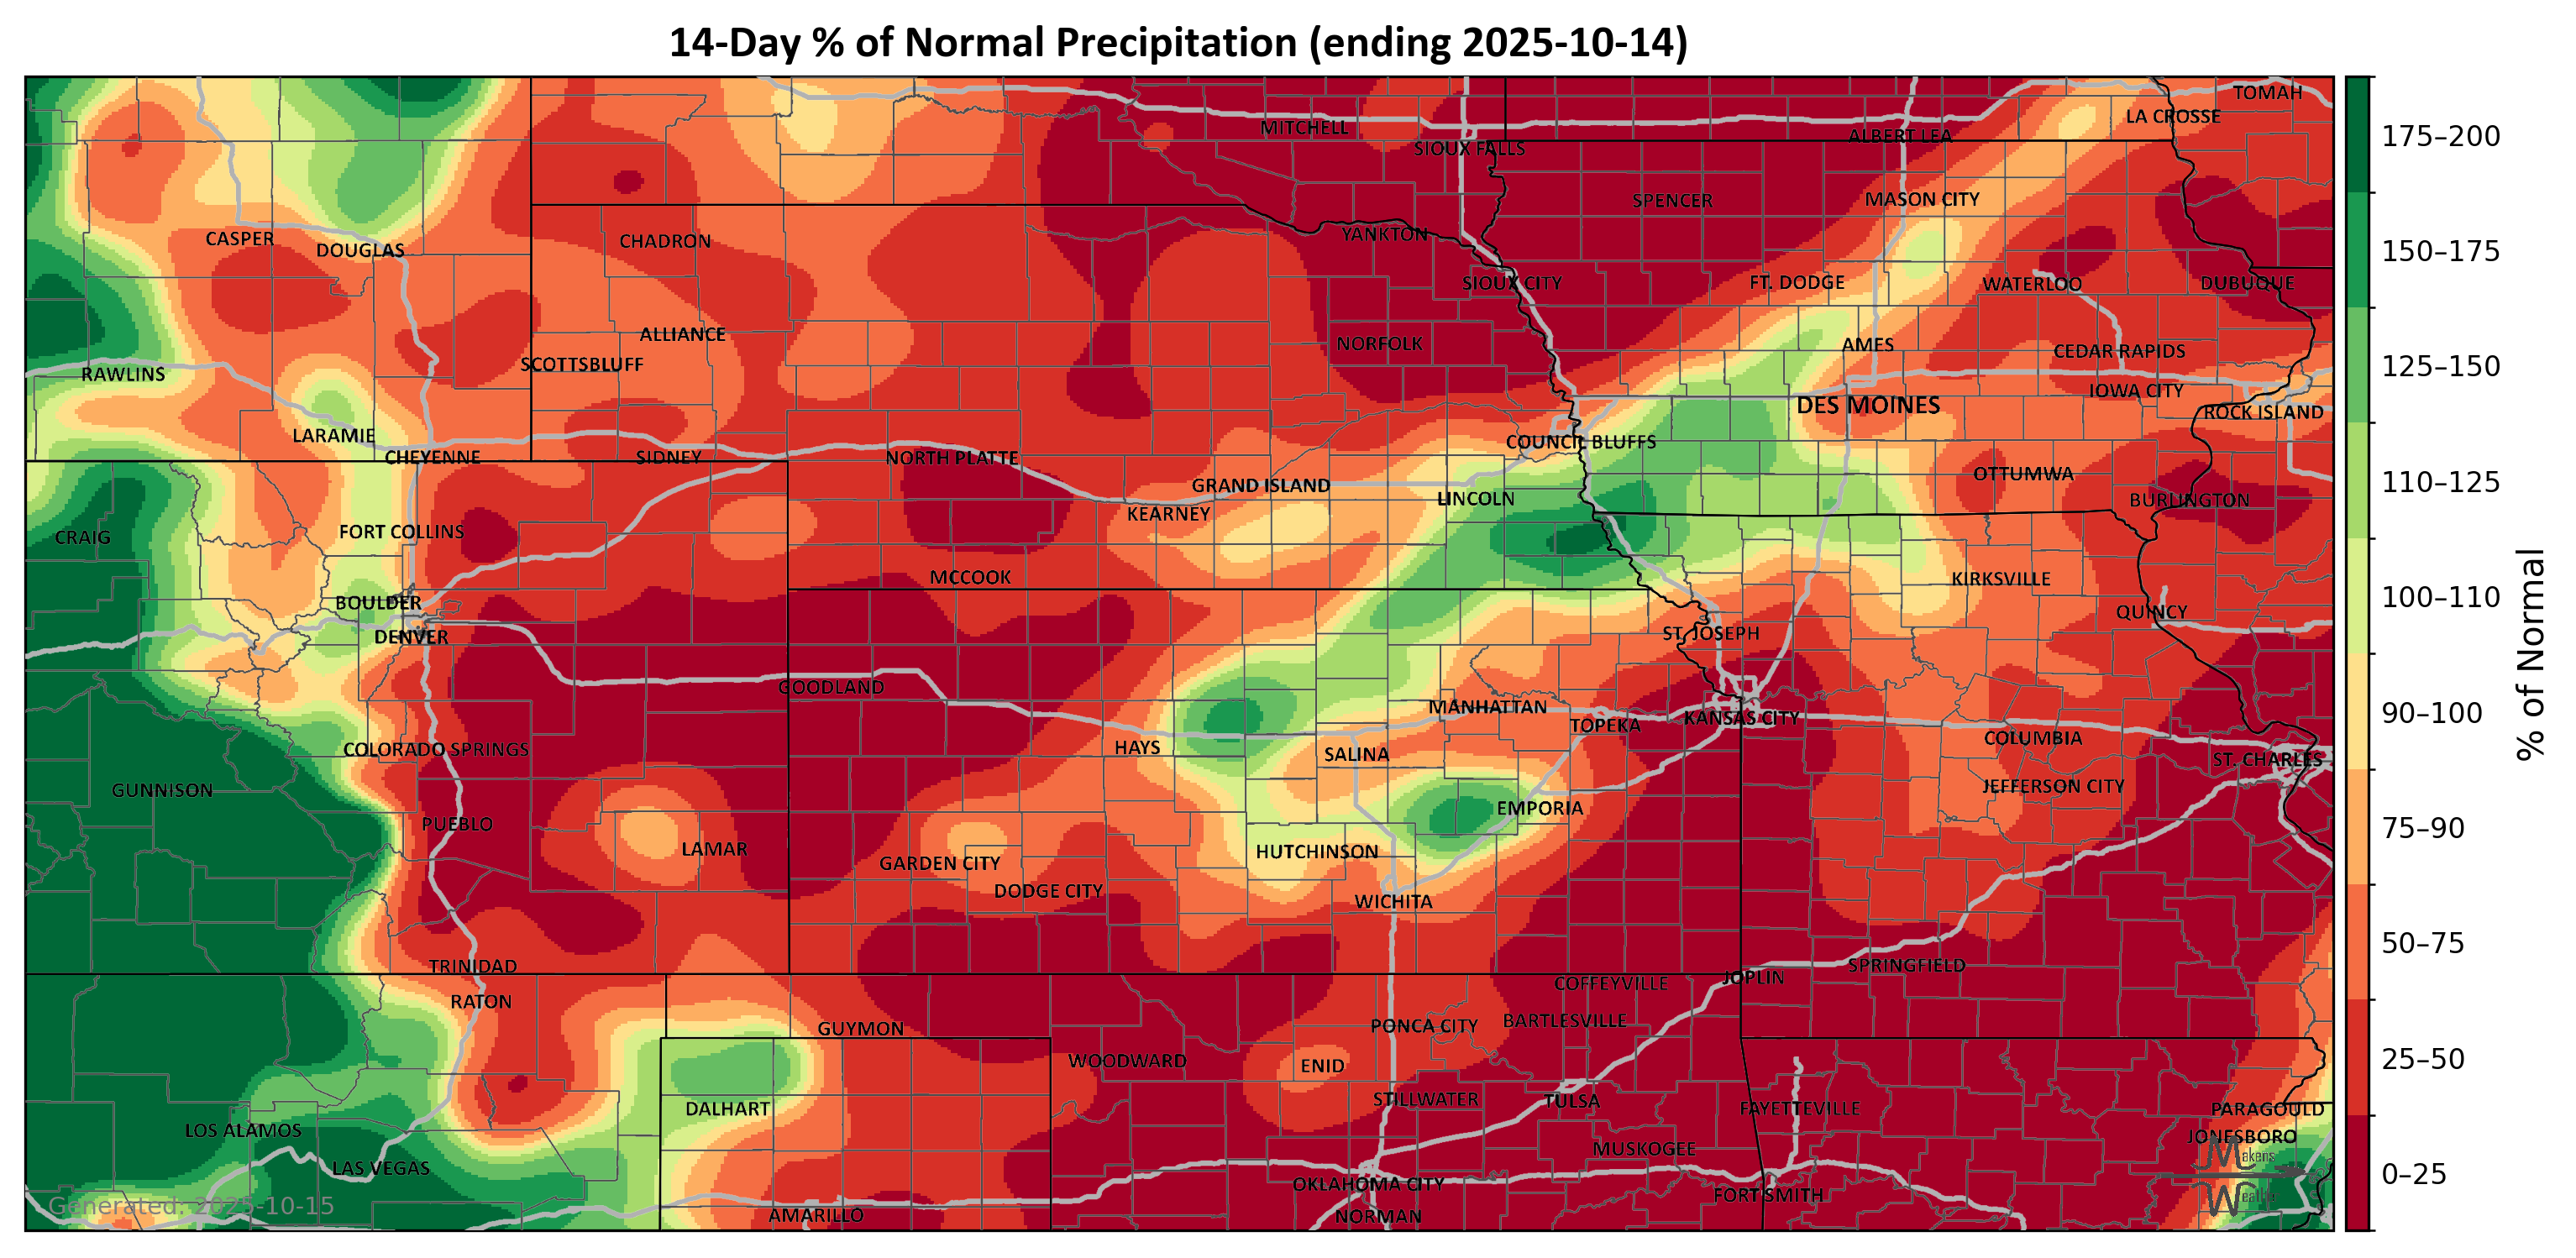 14-Day % of Normal Precipitation (ending 2025-10-14)
TOMAH
LA CROSSE
MITCHELL
ALBERT LEA
SIOUX FALLS
SPENCER
MASON CITY
YANKTON
CASPER
DOUGLAS
CHADRON
SIOUX CITY
FT. DODGE
WATERLOO
DUBUQUE
ALLIANCE
NORFOLK
AMES
CEDAR RAPIDS
SCOTTSBLUFF
RAWLINS
IOWA CITY
DES MOINES
ROCK ISLAND
LARAMIE
COUNCIL BLUFFS
CHEYENNE
SIDNEY
NORTH PLATTE
OTTUMWA
GRAND ISLAND
LINCOLN
BURLINGTON
KEARNEY
FORT COLLINS
CRAIG
MCCOOK
KIRKSVILLE
BOULDER
QUINCY
DENVER
ST. JOSEPH
GOODLAND
MANHATTAN
KANSAS CITY
TOPEKA
COLUMBIA
COLORADO SPRINGS
HAYS
SALINA
ST. CHARLES
GUNNISON
JEFFERSON CITY
EMPORIA
PUEBLO
LAMAR
HUTCHINSON
GARDEN CITY
DODGE CITY
WICHITA
TRINIDAD
SPRINGFIELD
JOPLIN
COFFEYVILLE
RATON
BARTLESVILLE
PONCA CITY
GUYMON
WOODWARD
ENID
STILLWATER
TULSA
DALHART
FAYETTEVILLE
PARAGOULD
LOS ALAMOS
JONESBORO
MUSKOGEE
LAS VEGAS
OKLAHOMA CITY
FORT SMITH
AMARILLO
NORMAN
Generated: 2025-10-15
Makens
175–200
150–175
125–150
110–125
100–110
90–100
75–90
50–75
25–50
0–25
% of Normal